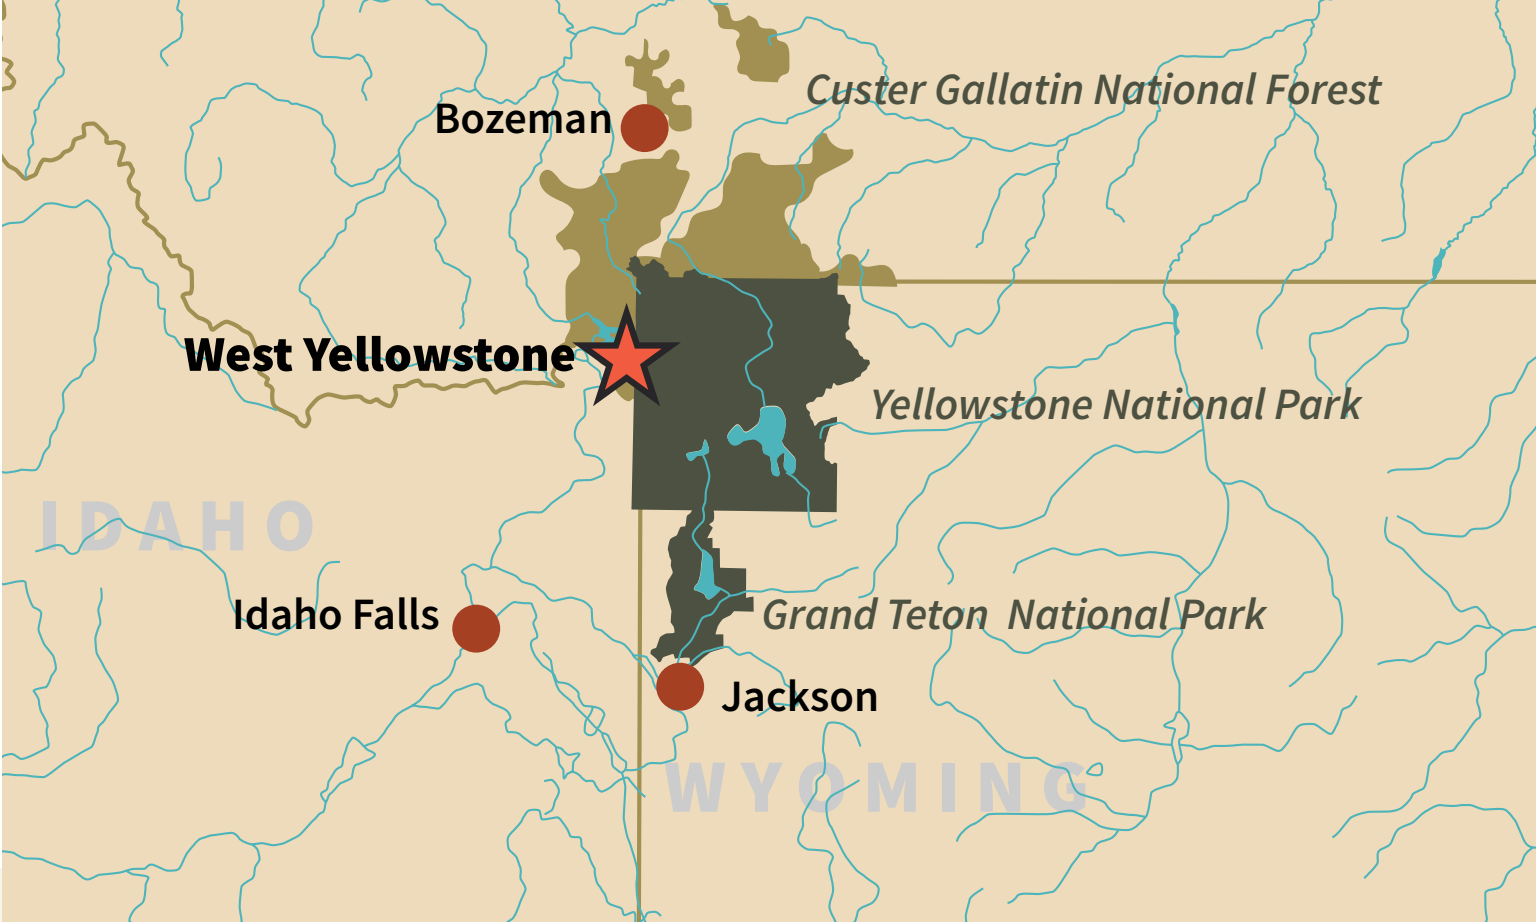 Custer Gallatin National Forest
Bozeman
West Yellowstone
Yellowstone National Park
IDAHO
Idaho Falls
Grand Teton  National Park
Jackson
WYOMING